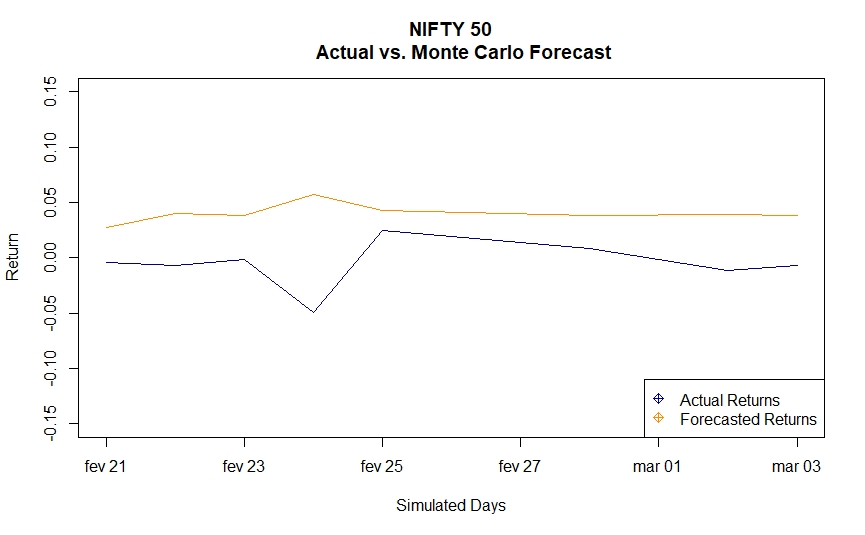 NIFTY 50
Actual vs. Monte Carlo Forecast
Return
0.15
0.10
0.05
0.00
-0.05
-0.10
-0.15
Actual Returns
Forecasted Returns
fev 21 fev 23 fev 25 fev 27 mar 01 mar 03
Simulated Days